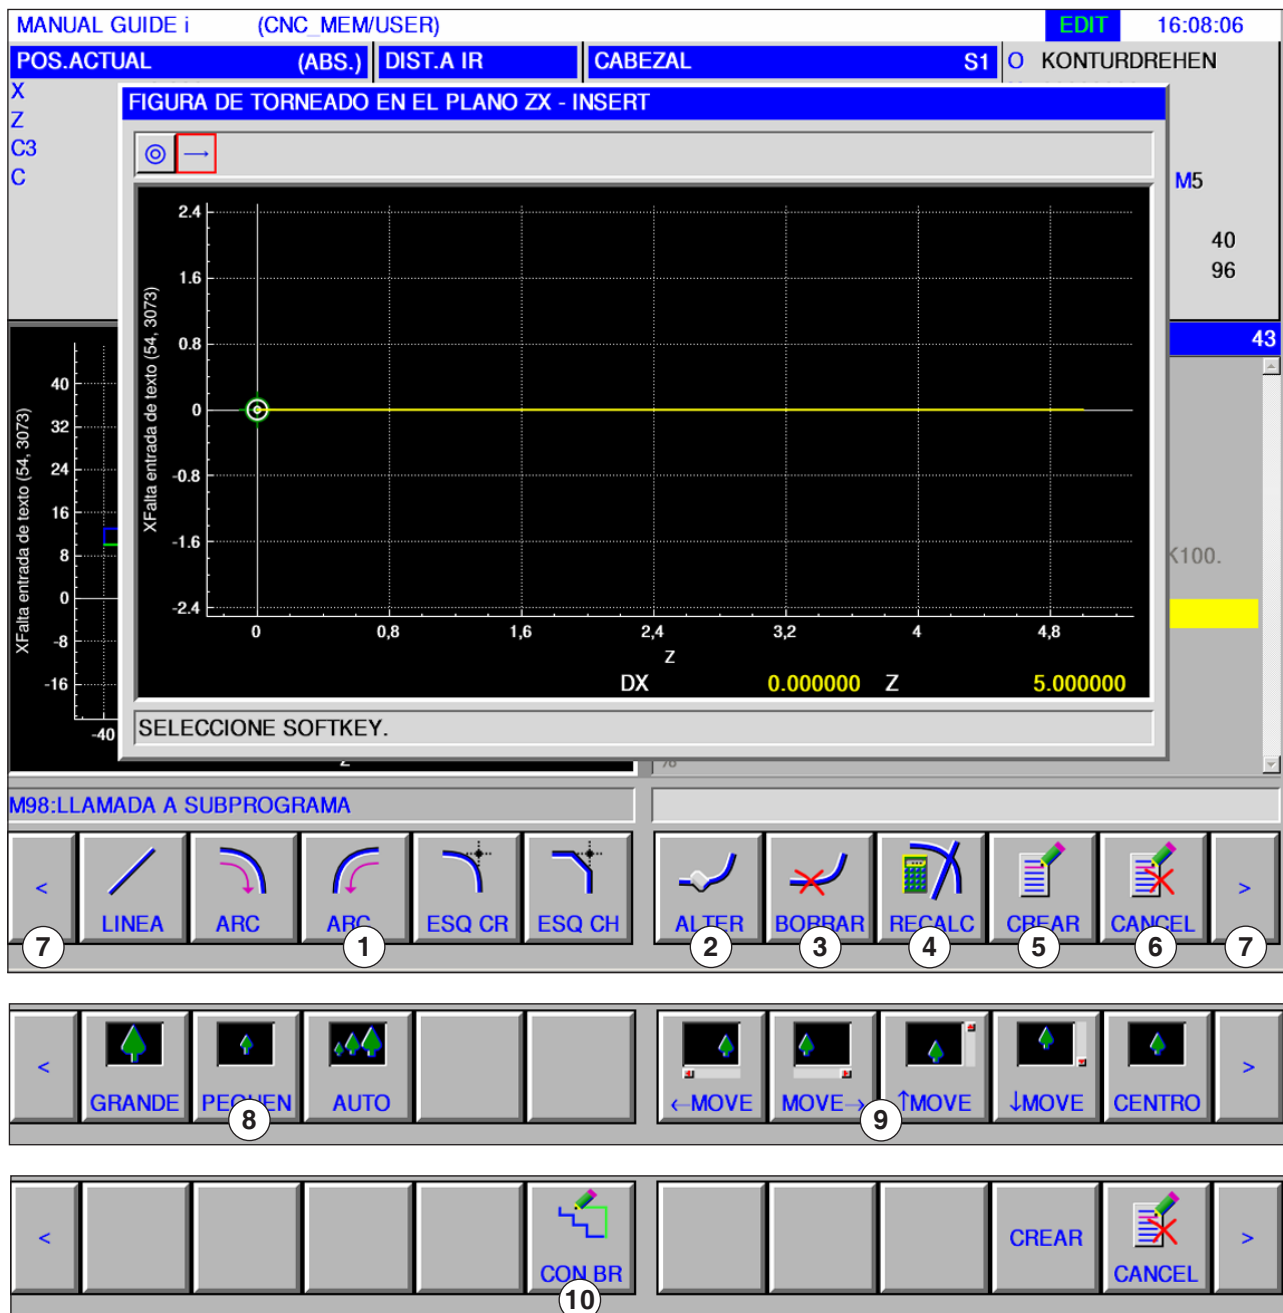 MANUAL GUIDE i (CNC_MEM/USER) EDIT 16:08:06
POS.ACTUAL (ABS.) DIST.A IR CABEZAL S1 O KONTURDREHEN
X
Z
C3
C
FIGURA DE TORNEADO EN EL PLANO ZX - INSERT
M5
40
96
43
K100.
2.4
1.6
0.8
0
-0.8
-1.6
-2.4
XFalta entrada de texto (54, 3073)
0 0,8 1,6 2,4 3,2 4 4,8
Z
DX 0.000000 Z 5.000000
SELECCIONE SOFTKEY.
40
32
24
16
8
0
-8
-16
XFalta entrada de texto (54, 3073)
-40
Z
%
M98:LLAMADA A SUBPROGRAMA
< LINEA ARC ARC ESQ CR ESQ CH ALTER BORRAR RECALC CREAR CANCEL >
7 1 2 3 4 5 6 7
< GRANDE PEQUEN AUTO ←MOVE MOVE→ ↑MOVE ↓MOVE CENTRO >
8 9
< CON BR CREAR CANCEL >
10